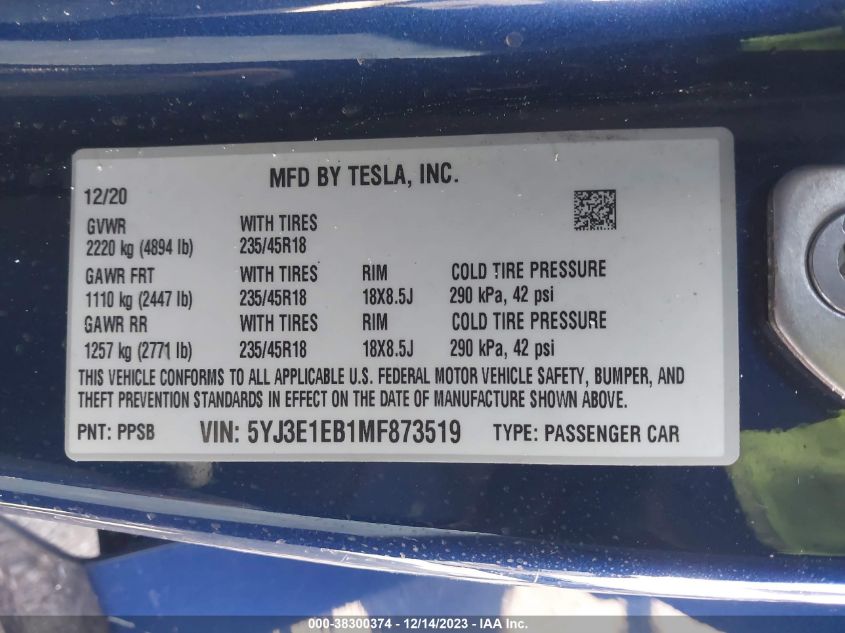 MFD BY TESLA, INC.
12/20
GVWR WITH TIRES
2220 kg (4894 lb) 235/45R18
GAWR FRT WITH TIRES RIM COLD TIRE PRESSURE
1110 kg (2447 lb) 235/45R18 18X8.5J 290 kPa, 42 psi
GAWR RR WITH TIRES RIM COLD TIRE PRESSURE
1257 kg (2771 lb) 235/45R18 18X8.5J 290 kPa, 42 psi
THIS VEHICLE CONFORMS TO ALL APPLICABLE U.S. FEDERAL MOTOR VEHICLE SAFETY, BUMPER, AND
THEFT PREVENTION STANDARDS IN EFFECT ON THE DATE OF MANUFACTURE SHOWN ABOVE.
PNT: PPSB VIN: 5YJ3E1EB1MF873519 TYPE: PASSENGER CAR
000-38300374 - 12/14/2023 - IAA Inc.